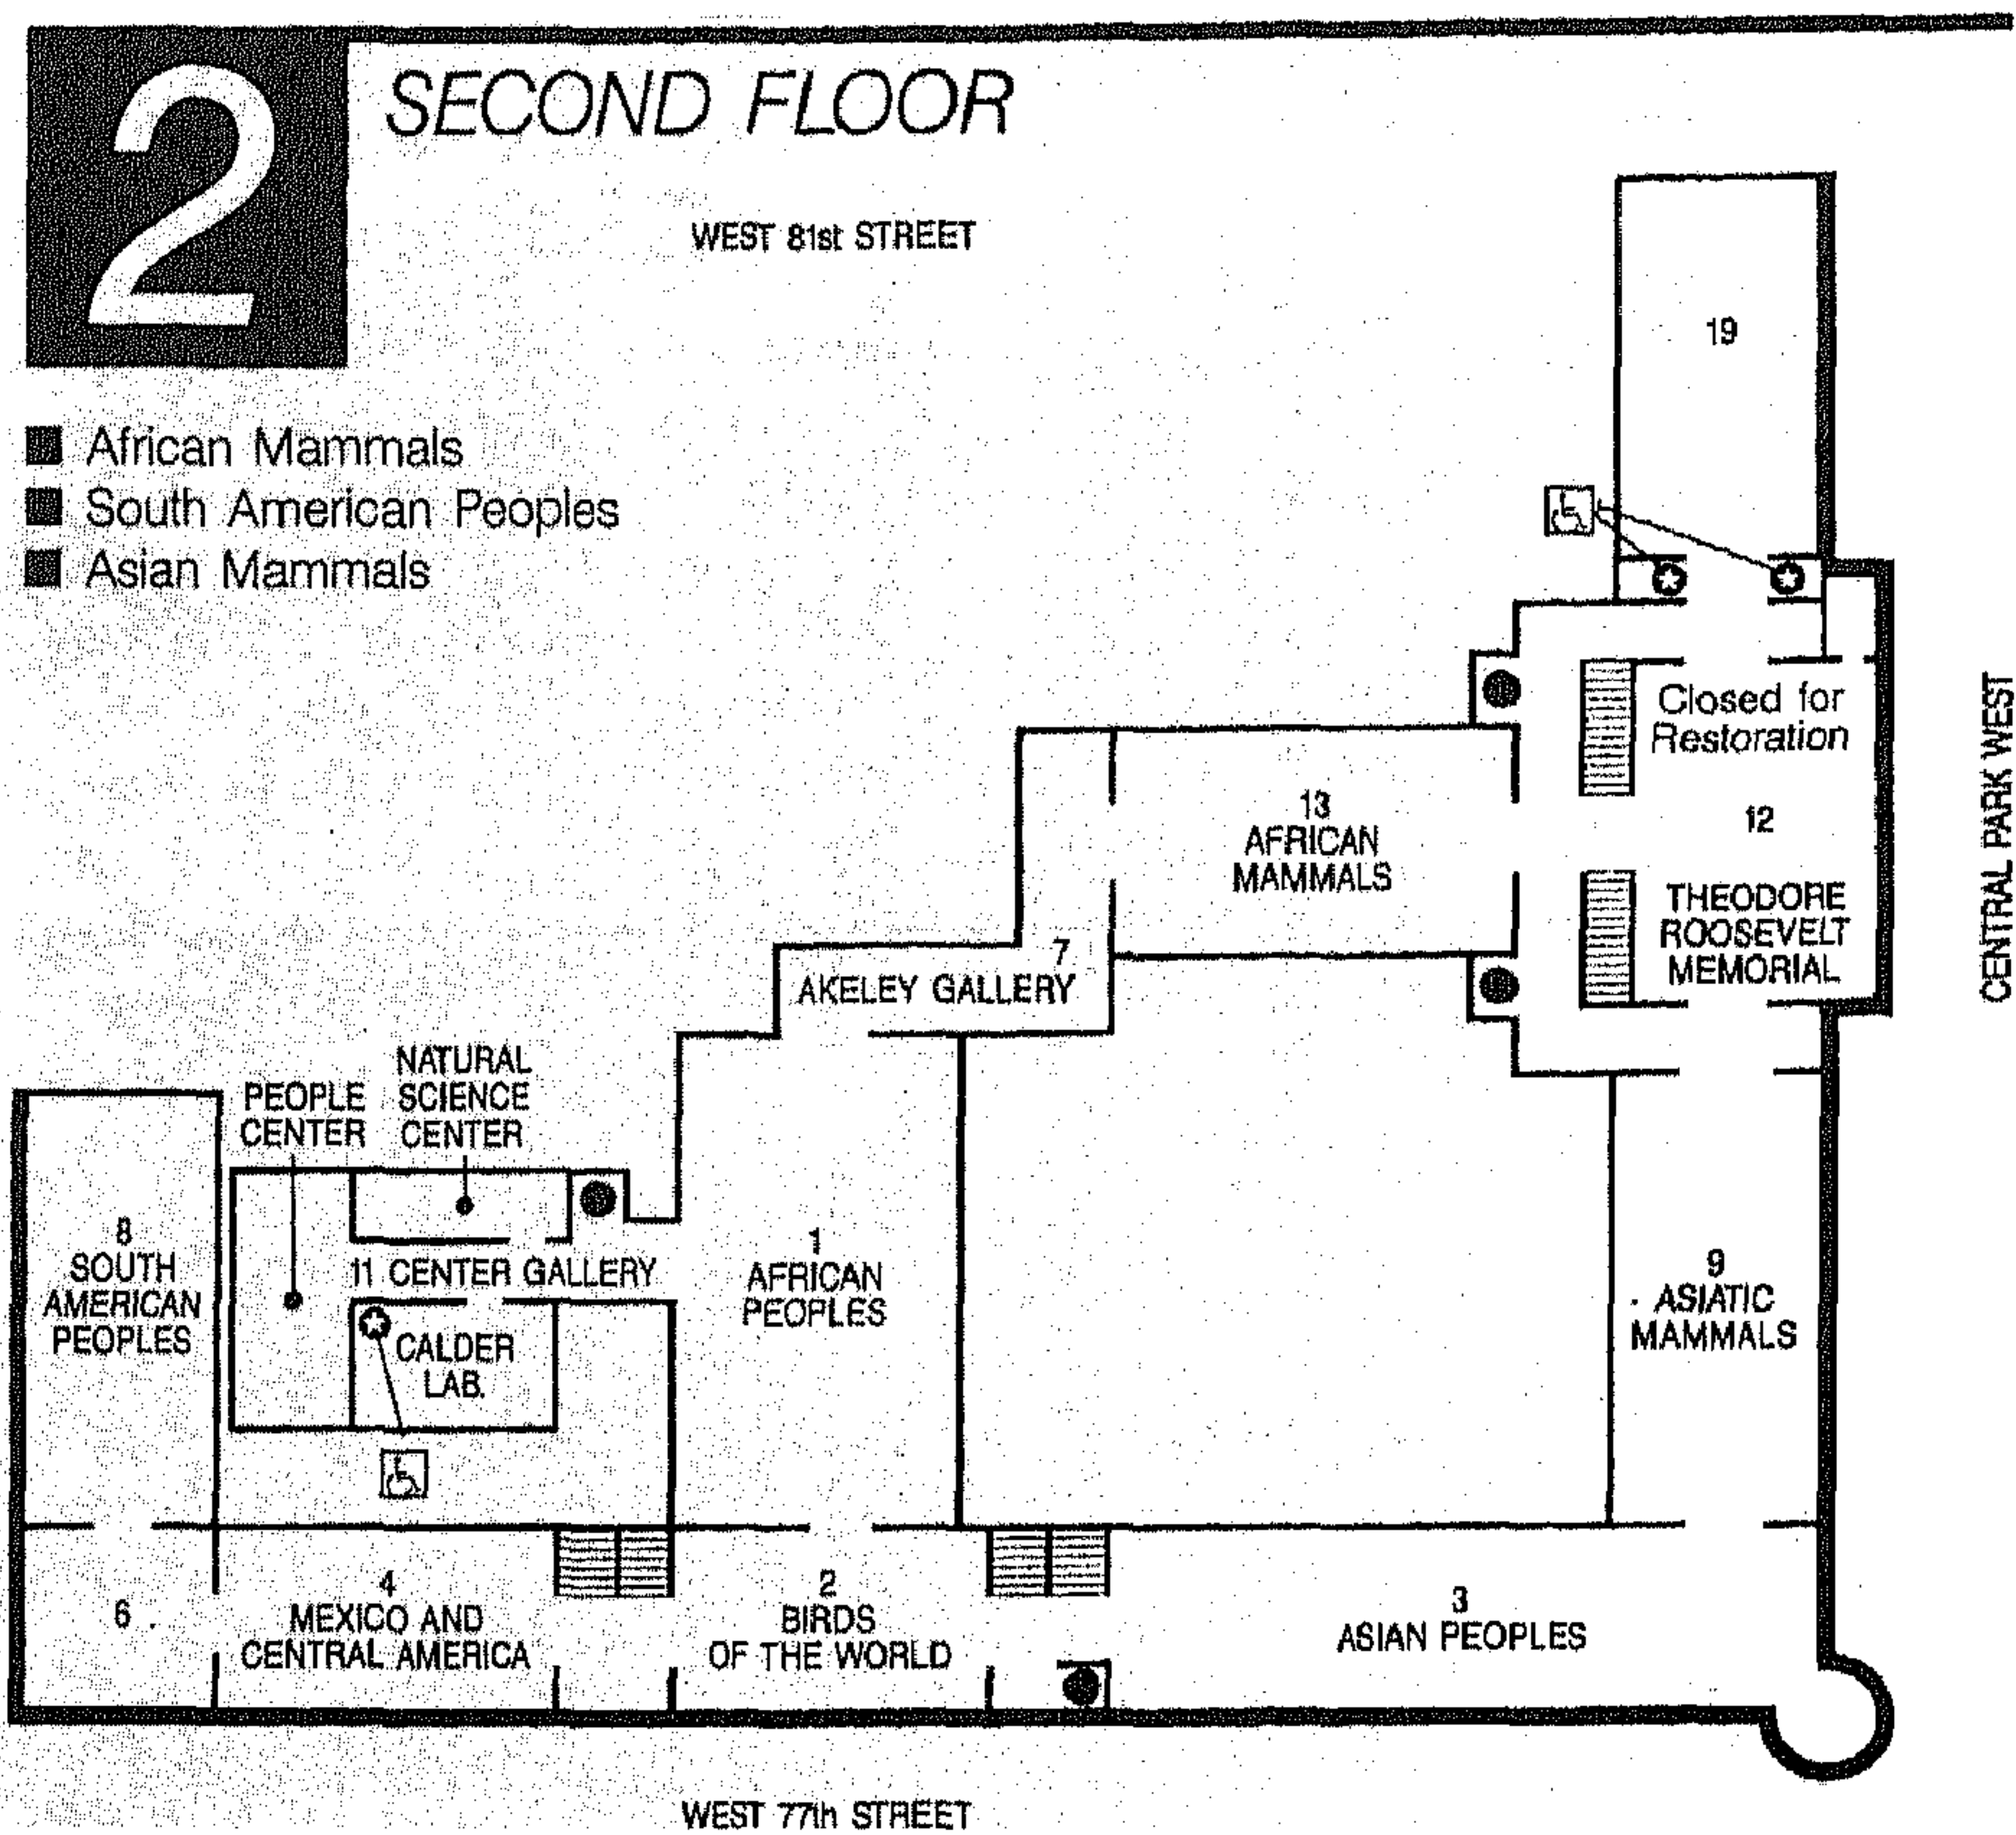 2
SECOND FLOOR
WEST 81st STREET
African Mammals
South American Peoples
Asian Mammals
19
Closed for
Restoration
12
THEODORE
ROOSEVELT
MEMORIAL
CENTRAL PARK WEST
13
AFRICAN
MAMMALS
7
AKELEY GALLERY
NATURAL
SCIENCE
CENTER
PEOPLE
CENTER
8
SOUTH
AMERICAN
PEOPLES
11 CENTER GALLERY
CALDER
LAB.
1
AFRICAN
PEOPLES
9
ASIATIC
MAMMALS
6
4
MEXICO AND
CENTRAL AMERICA
2
BIRDS
OF THE WORLD
3
ASIAN PEOPLES
WEST 77th STREET